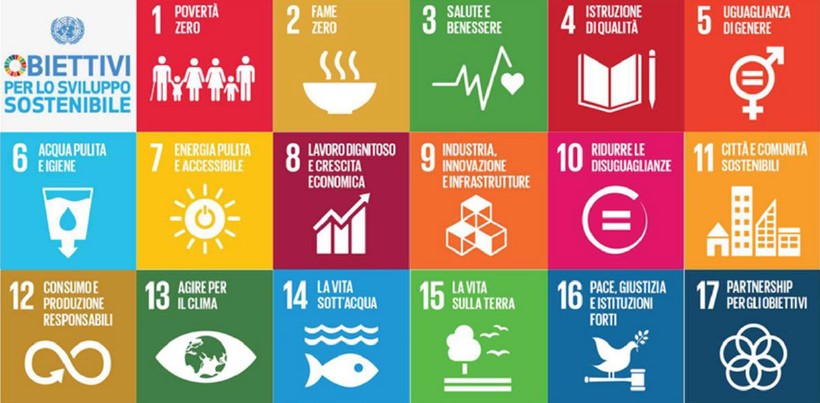 OBIETTIVI
PER LO SVILUPPO
SOSTENIBILE
1 POVERTÀ
ZERO
2 FAME
ZERO
3 SALUTE E
BENESSERE
4 ISTRUZIONE
DI QUALITÀ
5 UGUAGLIANZA
DI GENERE
6 ACQUA PULITA
E IGIENE
7 ENERGIA PULITA
E ACCESSIBILE
8 LAVORO DIGNITOSO
E CRESCITA
ECONOMICA
9 INDUSTRIA,
INNOVAZIONE
E INFRASTRUTTURE
10 RIDURRE LE
DISUGUAGLIANZE
11 CITTÀ E COMUNITÀ
SOSTENIBILI
12 CONSUMO E
PRODUZIONE
RESPONSABILI
13 AGIRE PER
IL CLIMA
14 LA VITA
SOTT'ACQUA
15 LA VITA
SULLA TERRA
16 PACE, GIUSTIZIA
E ISTITUZIONI
FORTI
17 PARTNERSHIP
PER GLI OBIETTIVI